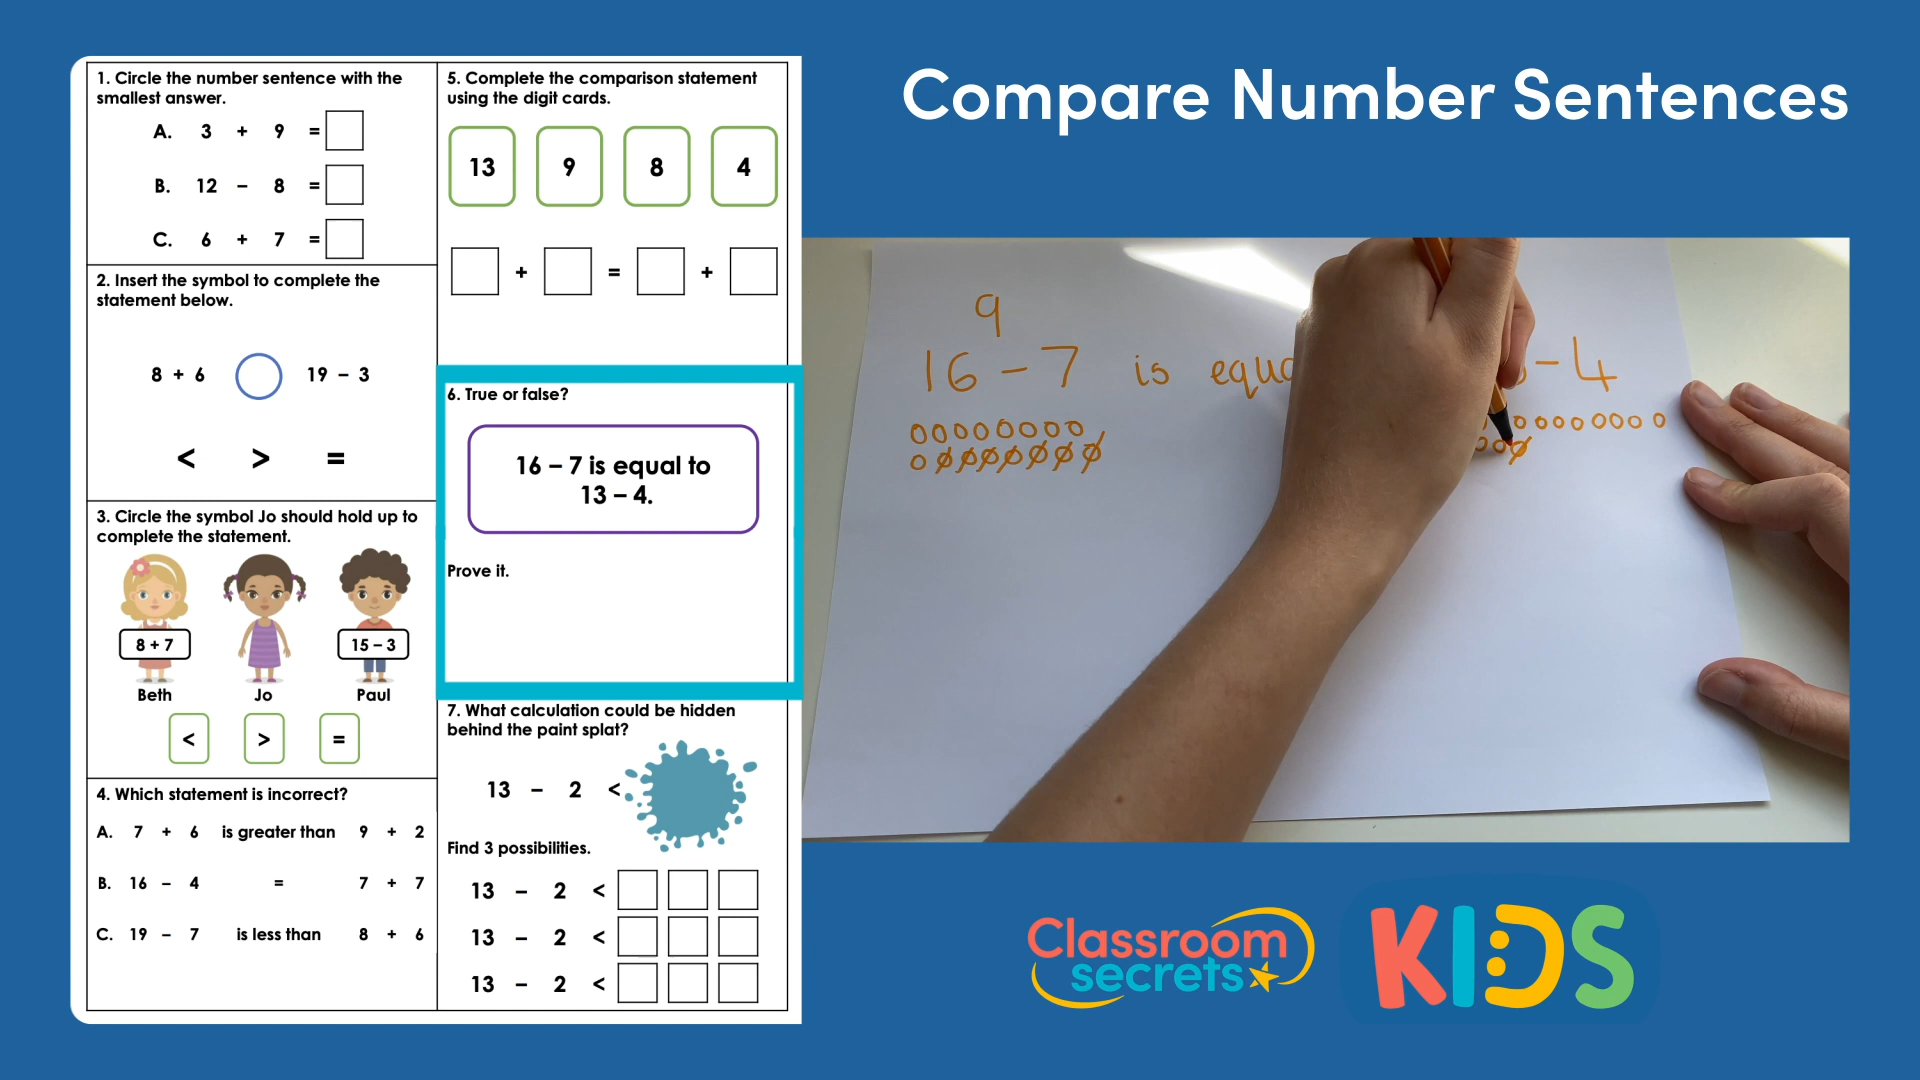 Compare Number Sentences
1. Circle the number sentence with the
smallest answer.
A. 3 + 9 =
B. 12 – 8 =
C. 6 + 7 =
2. Insert the symbol to complete the
statement below.
8 + 6 19 – 3
< > =
3. Circle the symbol Jo should hold up to
complete the statement.
8 + 7 15 – 3
Beth Jo Paul
< > =
4. Which statement is incorrect?
A. 7 + 6 is greater than 9 + 2
B. 16 – 4 = 7 + 7
C. 19 – 7 is less than 8 + 6
5. Complete the comparison statement
using the digit cards.
13 9 8 4
+ = +
6. True or false?
16 – 7 is equal to
13 – 4.
Prove it.
7. What calculation could be hidden
behind the paint splat?
13 – 2 <
Find 3 possibilities.
13 – 2 <
13 – 2 <
13 – 2 <
9
16 – 7 is equa – 4
Classroom
secrets
KIDS